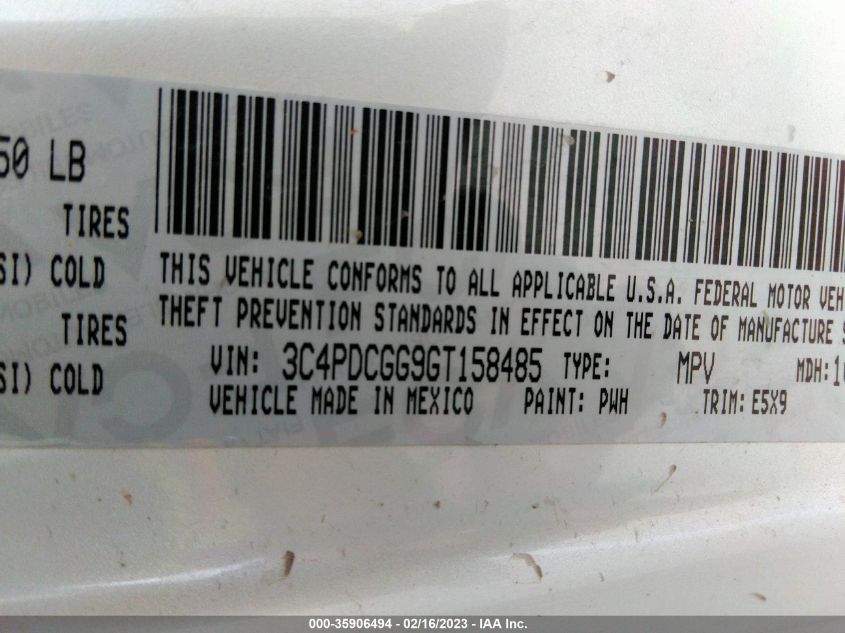 50 LB
TIRES
SI) COLD
TIRES
SI) COLD
THIS VEHICLE CONFORMS TO ALL APPLICABLE U.S.A. FEDERAL MOTOR VEH
THEFT PREVENTION STANDARDS IN EFFECT ON THE DATE OF MANUFACTURE S
VIN: 3C4PDCGG9GT158485 TYPE: MPV MDH: 10
VEHICLE MADE IN MEXICO PAINT: PWH TRIM: E5X9
000-35906494 - 02/16/2023 - IAA Inc.